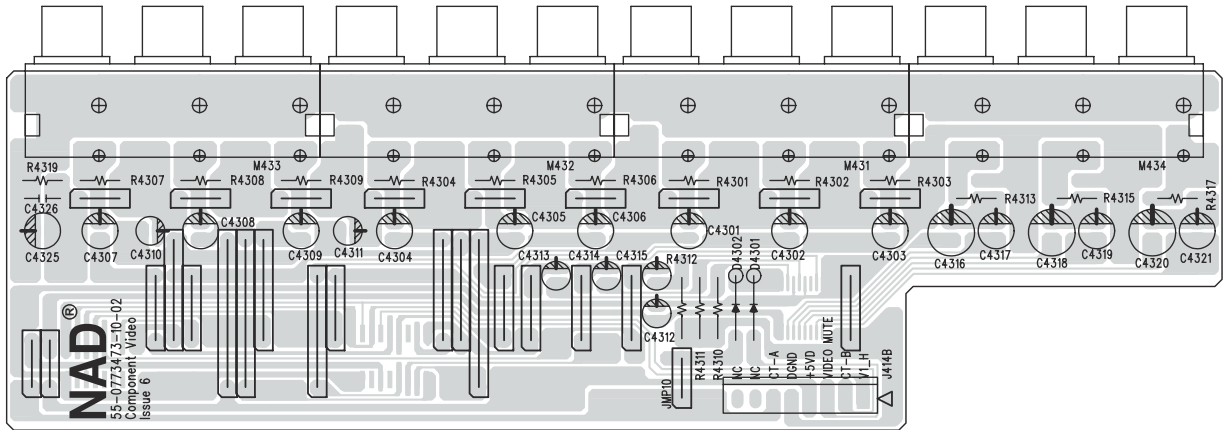 R4319
M433
M432
M431
M434
R4307
R4308
R4309
R4304
R4305
R4306
R4301
R4302
R4303
R4313
R4315
R4317
C4326
C4308
C4305
C4306
C4301
C4325
C4307
C4310
C4309
C4311
C4304
C4313
C4314
C4315
R4312
D4302
D4301
C4302
C4303
C4316
C4317
C4318
C4319
C4320
C4321
C4312
NAD®
55-0773473-10-02
Component Video
Issue 6
JMP10
R4311
R4310
NC
NC
CT-A
DGND
+5VD
VIDEO MUTE
CT-B
V1_H
J414B